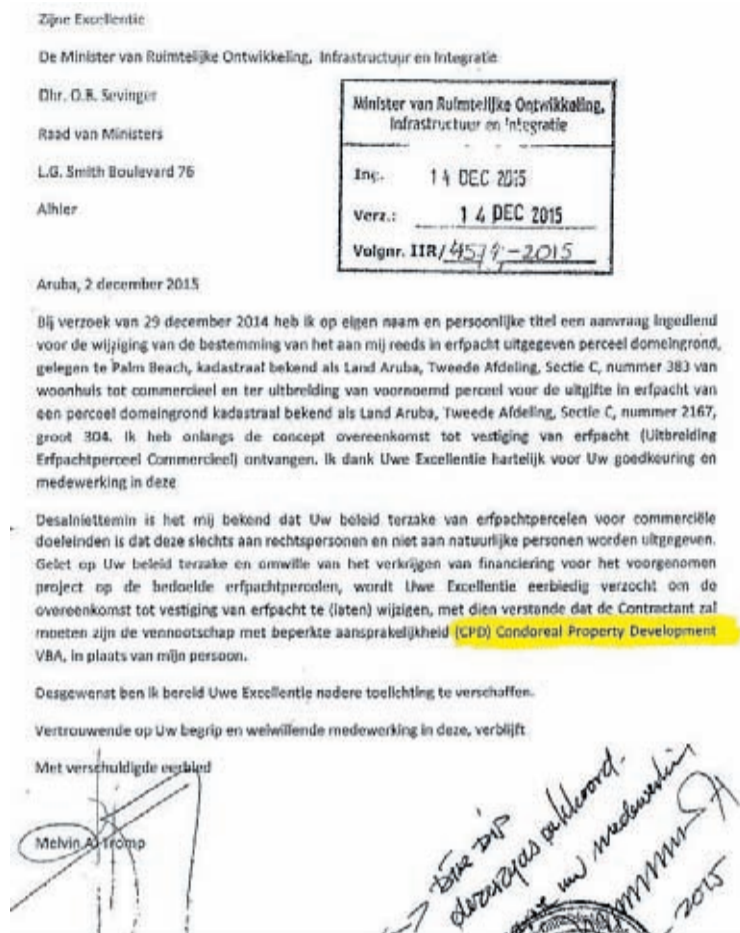 Zijne Excellentie
De Minister van Ruimtelijke Ontwikkeling, Infrastructuur en Integratie
Dhr. O.R. Sevinger
Raad van Ministers
L.G. Smith Boulevard 76
Alhier
Minister van Ruimtelijke Ontwikkeling,
Infrastructuur en Integratie
Ing. 14 DEC 2015
Verz.: 14 DEC 2015
Volgnr. IIR/ -2015
Aruba, 2 december 2015
Bij verzoek van 29 december 2014 heb ik op eigen naam en persoonlijke titel een aanvraag ingediend
voor de wijziging van de bestemming van het aan mij reeds in erfpacht uitgegeven perceel domeingrond,
gelegen te Palm Beach, kadastraal bekend als Land Aruba, Tweede Afdeling, Sectie C, nummer 383 van
woonhuis tot commercieel en ter uitbreiding van voornoemd perceel voor de uitgifte in erfpacht van
een perceel domeingrond kadastraal bekend als Land Aruba, Tweede Afdeling, Sectie C, nummer 2167,
groot 304. Ik heb onlangs de concept overeenkomst tot vestiging van erfpacht (Uitbreiding
Erfpachtperceel Commercieel) ontvangen. Ik dank Uwe Excellentie hartelijk voor Uw goedkeuring en
medewerking in deze
Desalniettemin is het mij bekend dat Uw beleid terzake van erfpachtpercelen voor commerciële
doeleinden is dat deze slechts aan rechtspersonen en niet aan natuurlijke personen worden uitgegeven.
Gelet op Uw beleid terzake en omwille van het verkrijgen van financiering voor het voorgenomen
project op de bedoelde erfpachtpercelen, wordt Uwe Excellentie eerbiedig verzocht om de
overeenkomst tot vestiging van erfpacht te (laten) wijzigen, met dien verstande dat de Contractant zal
moeten zijn de vennootschap met beperkte aansprakelijkheid (CPD) Condoreal Property Development
VBA, in plaats van mijn persoon.
Desgewenst ben ik bereid Uwe Excellentie nadere toelichting te verschaffen.
Vertrouwende op Uw begrip en welwillende medewerking in deze, verblijft
Met verschuldigde eerbied
Melvin A. Tromp
Dir DIP
akkoord.
uw medewerking
2015